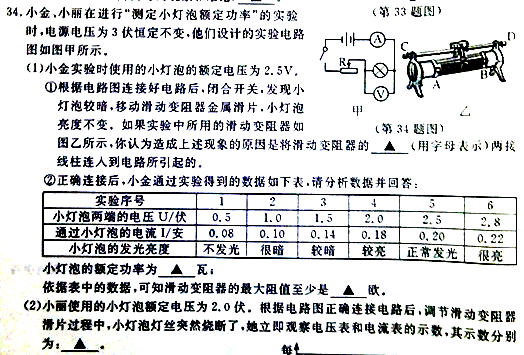 (第33题图)
34.小金、小丽在进行“测定小灯泡额定功率”的实验
时,电源电压为3伏恒定不变,他们设计的实验电路
图如图甲所示。
(1)小金实验时使用的小灯泡的额定电压为2.5V。
①根据图连接好电路后,闭合开关,发现小
灯泡较暗,移动滑动变阻器金属滑片,小灯泡
亮度不变。如果实验中所用的滑动变阻器如
图乙所示,你认为造成上述现象的原因是将滑动变阻器的 ▲ (用字母表示)两接
线柱连入到电路所引起的。
A
R
V
甲
C
D
A
B
乙
(第34题图)
②正确连接后,小金通过实验得到的数据如下表,请分析数据并回答:
实验序号 1 2 3 4 5 6
小灯泡两端的电压U/伏 0.5 1.0 1.5 2.0 2.5 2.8
通过小灯泡的电流I/安 0.08 0.10 0.14 0.18 0.20 0.22
小灯泡的发光亮度 不发光 很暗 较暗 较亮 正常发光 很亮
小灯泡的额定功率为 ▲ 瓦;
依据表中的数据,可知滑动变阻器的最大阻值至少是 ▲ 欧。
(2)小丽使用的小灯泡额定电压为2.0伏。根据电路图正确连接电路后,调节滑动变阻器
滑片过程中,小灯泡灯丝突然烧断了,她立即观察电压表和电流表的示数,其示数分别
为: ▲ 。